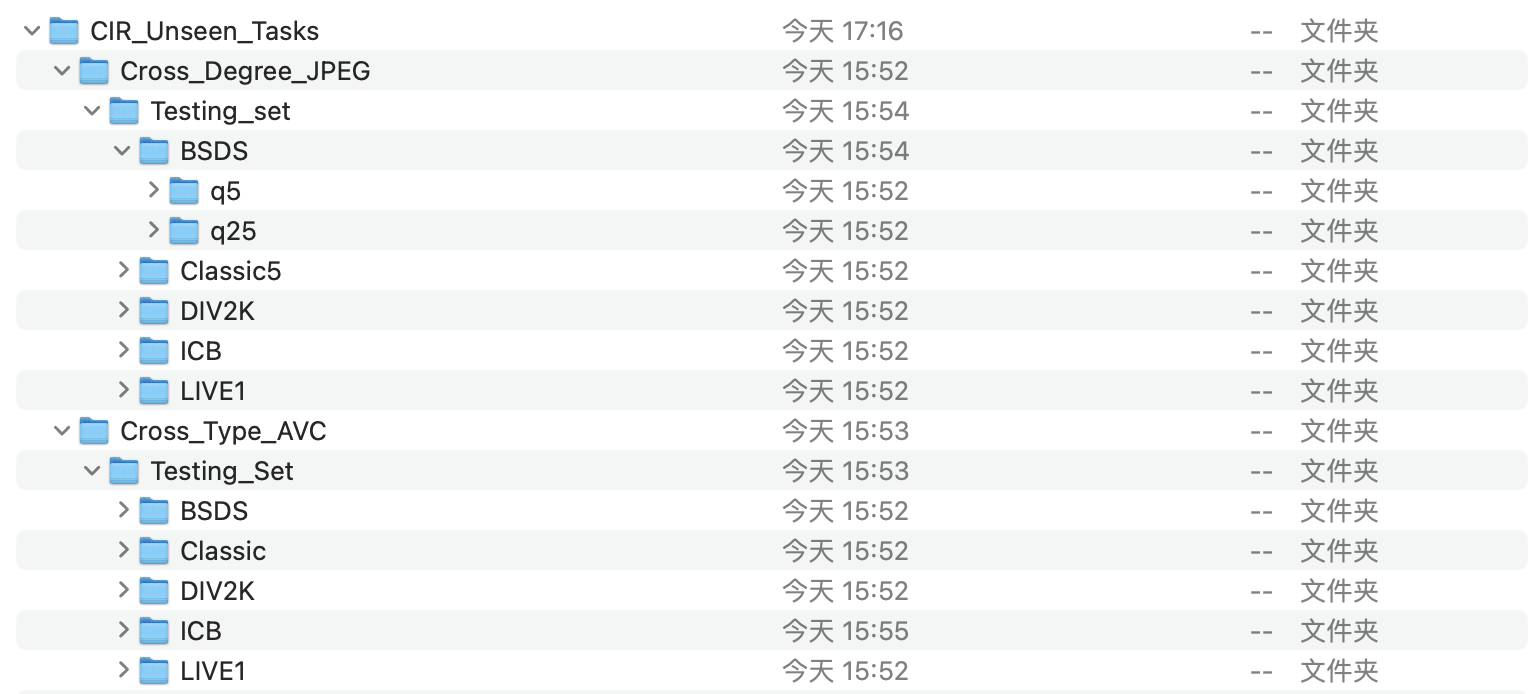 CIR_Unseen_Tasks 今天 17:16 -- 文件夹
Cross_Degree_JPEG 今天 15:52 -- 文件夹
Testing_set 今天 15:54 -- 文件夹
BSDS 今天 15:54 -- 文件夹
q5 今天 15:52 -- 文件夹
q25 今天 15:52 -- 文件夹
Classic5 今天 15:52 -- 文件夹
DIV2K 今天 15:52 -- 文件夹
ICB 今天 15:52 -- 文件夹
LIVE1 今天 15:52 -- 文件夹
Cross_Type_AVC 今天 15:53 -- 文件夹
Testing_Set 今天 15:53 -- 文件夹
BSDS 今天 15:52 -- 文件夹
Classic 今天 15:52 -- 文件夹
DIV2K 今天 15:52 -- 文件夹
ICB 今天 15:55 -- 文件夹
LIVE1 今天 15:52 -- 文件夹